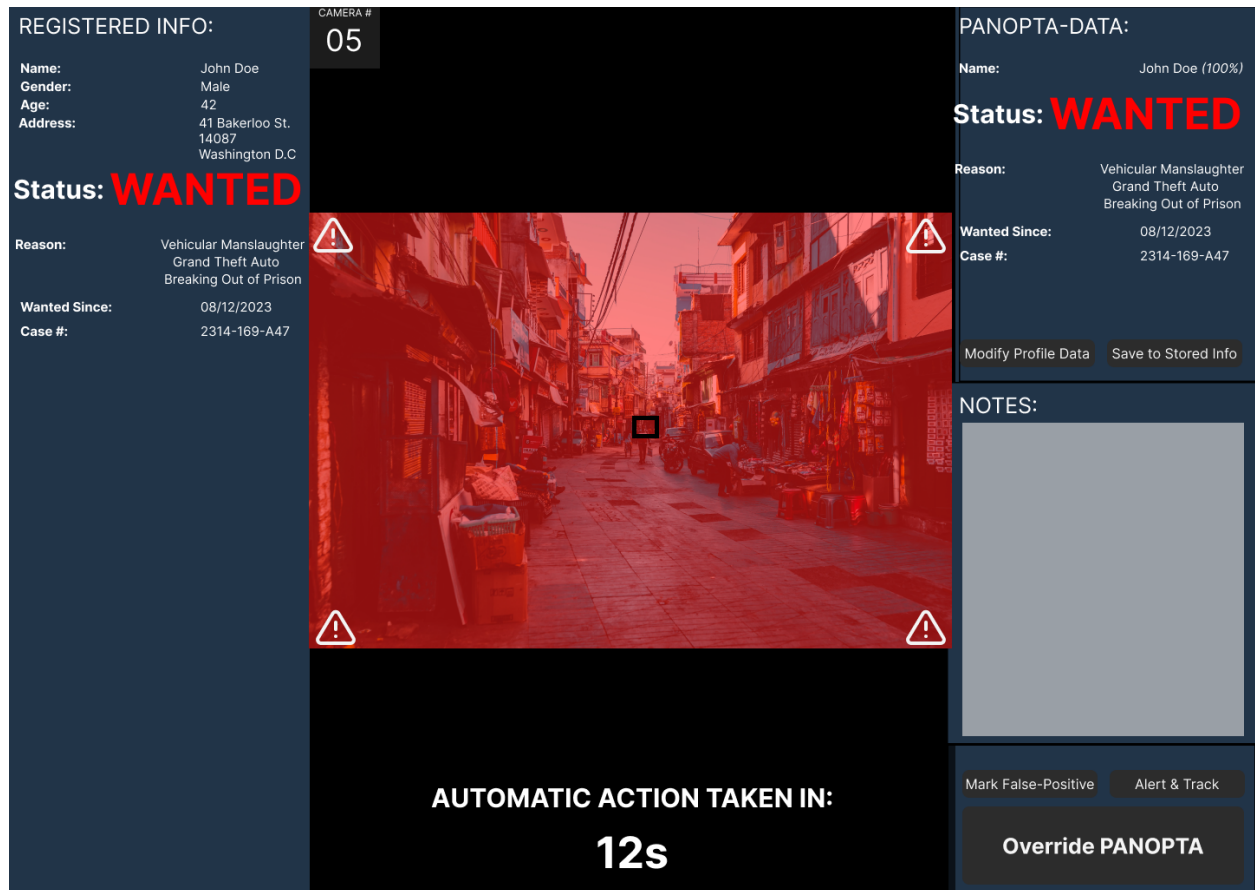 REGISTERED INFO:
Name: John Doe
Gender: Male
Age: 42
Address: 41 Bakerloo St.
14087
Washington D.C
Status: WANTED
Reason: Vehicular Manslaughter
Grand Theft Auto
Breaking Out of Prison
Wanted Since: 08/12/2023
Case #: 2314-169-A47
CAMERA #
05
AUTOMATIC ACTION TAKEN IN:
12s
PANOPTA-DATA:
Name: John Doe (100%)
Status: WANTED
Reason: Vehicular Manslaughter
Grand Theft Auto
Breaking Out of Prison
Wanted Since: 08/12/2023
Case #: 2314-169-A47
Modify Profile Data Save to Stored Info
NOTES:
Mark False-Positive Alert & Track
Override PANOPTA